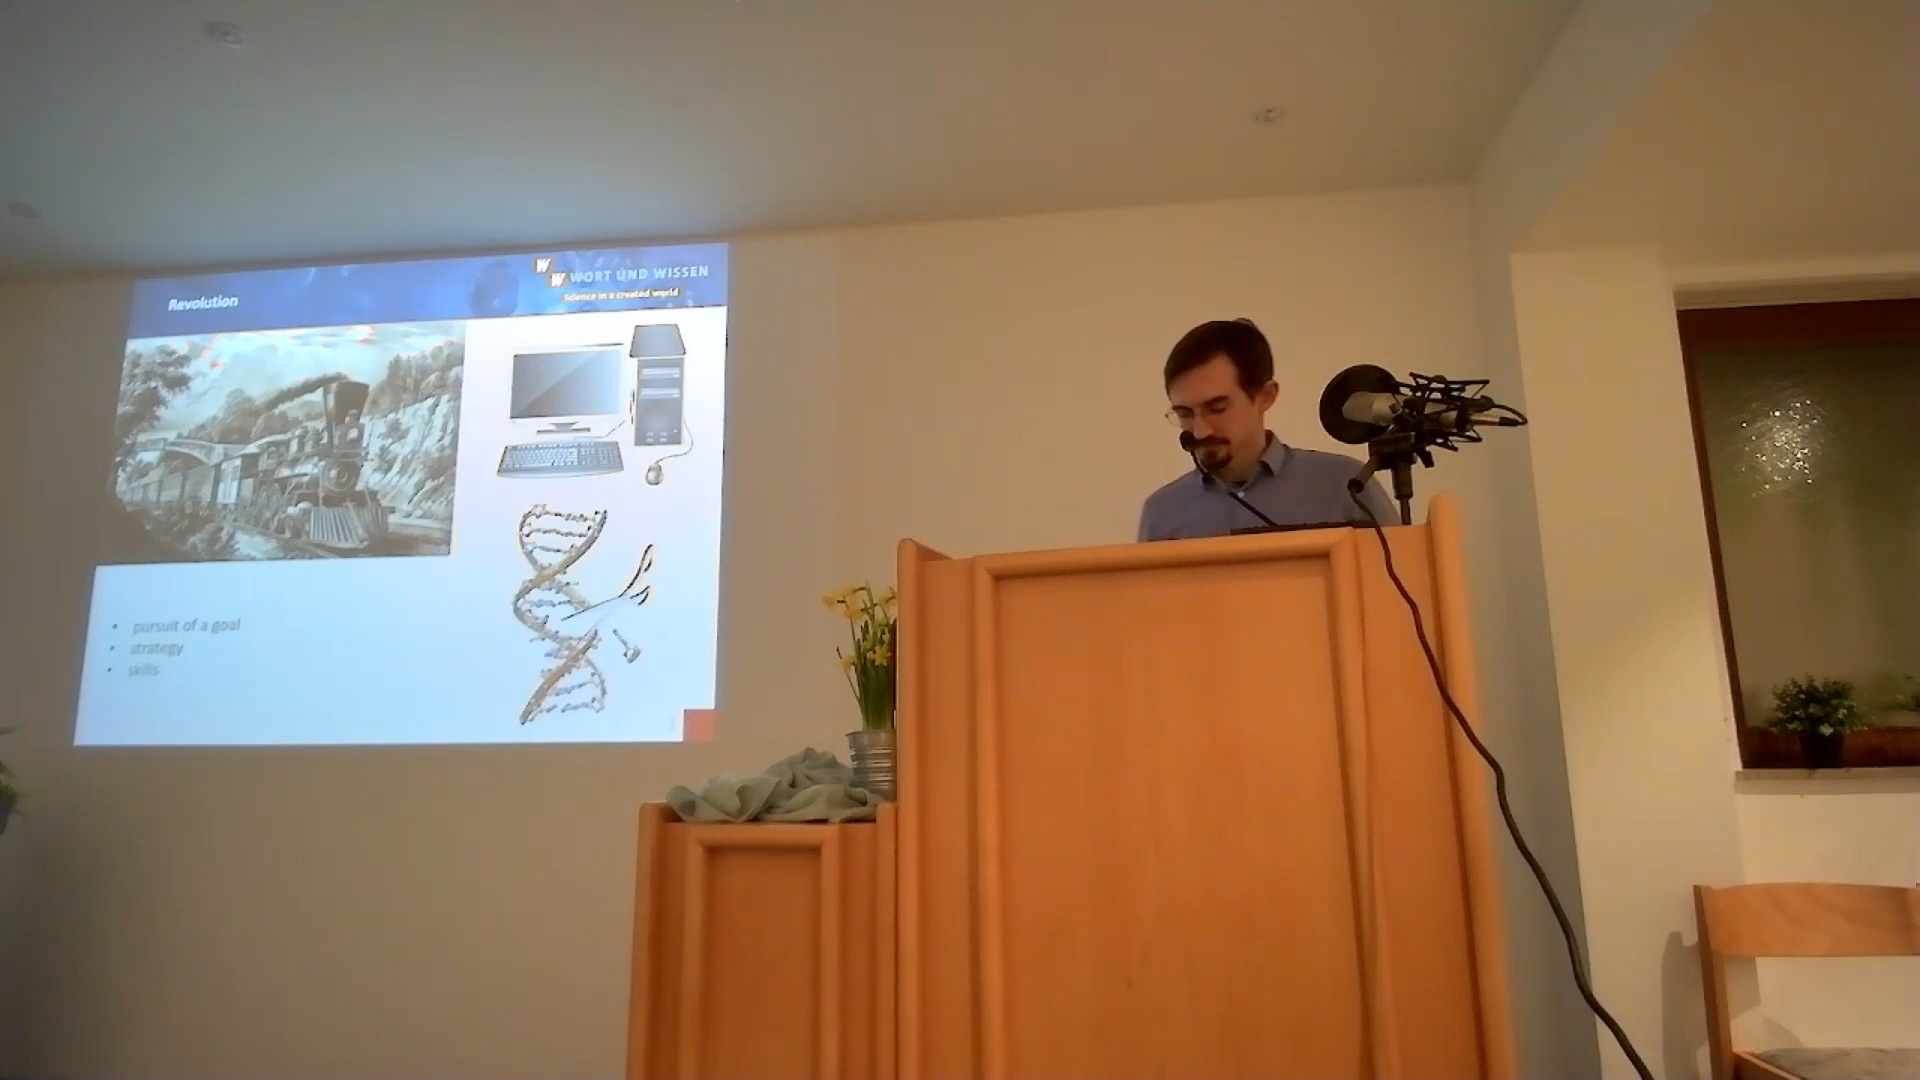 W
W WORT UND WISSEN
Science in a created world
Revolution
• pursuit of a goal
• strategy
• skills